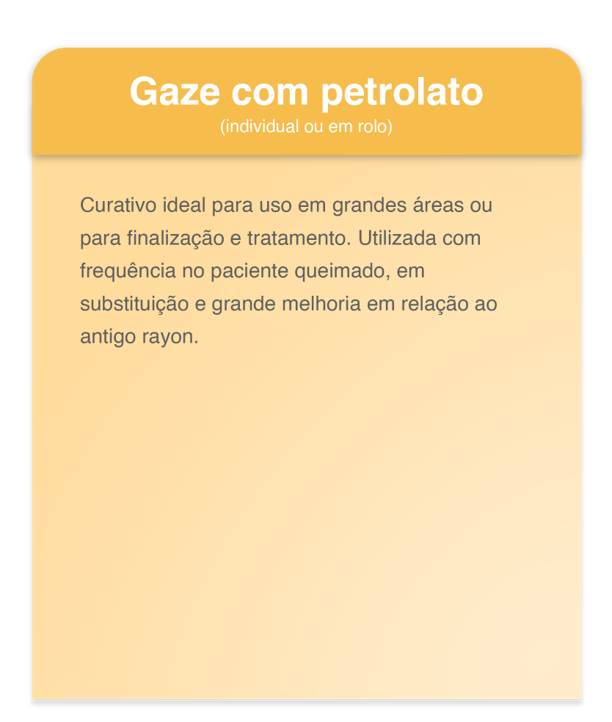 Gaze com petrolato
(individual ou em rolo)
Curativo ideal para uso em grandes áreas ou
para finalização e tratamento. Utilizada com
frequência no paciente queimado, em
substituição e grande melhoria em relação ao
antigo rayon.